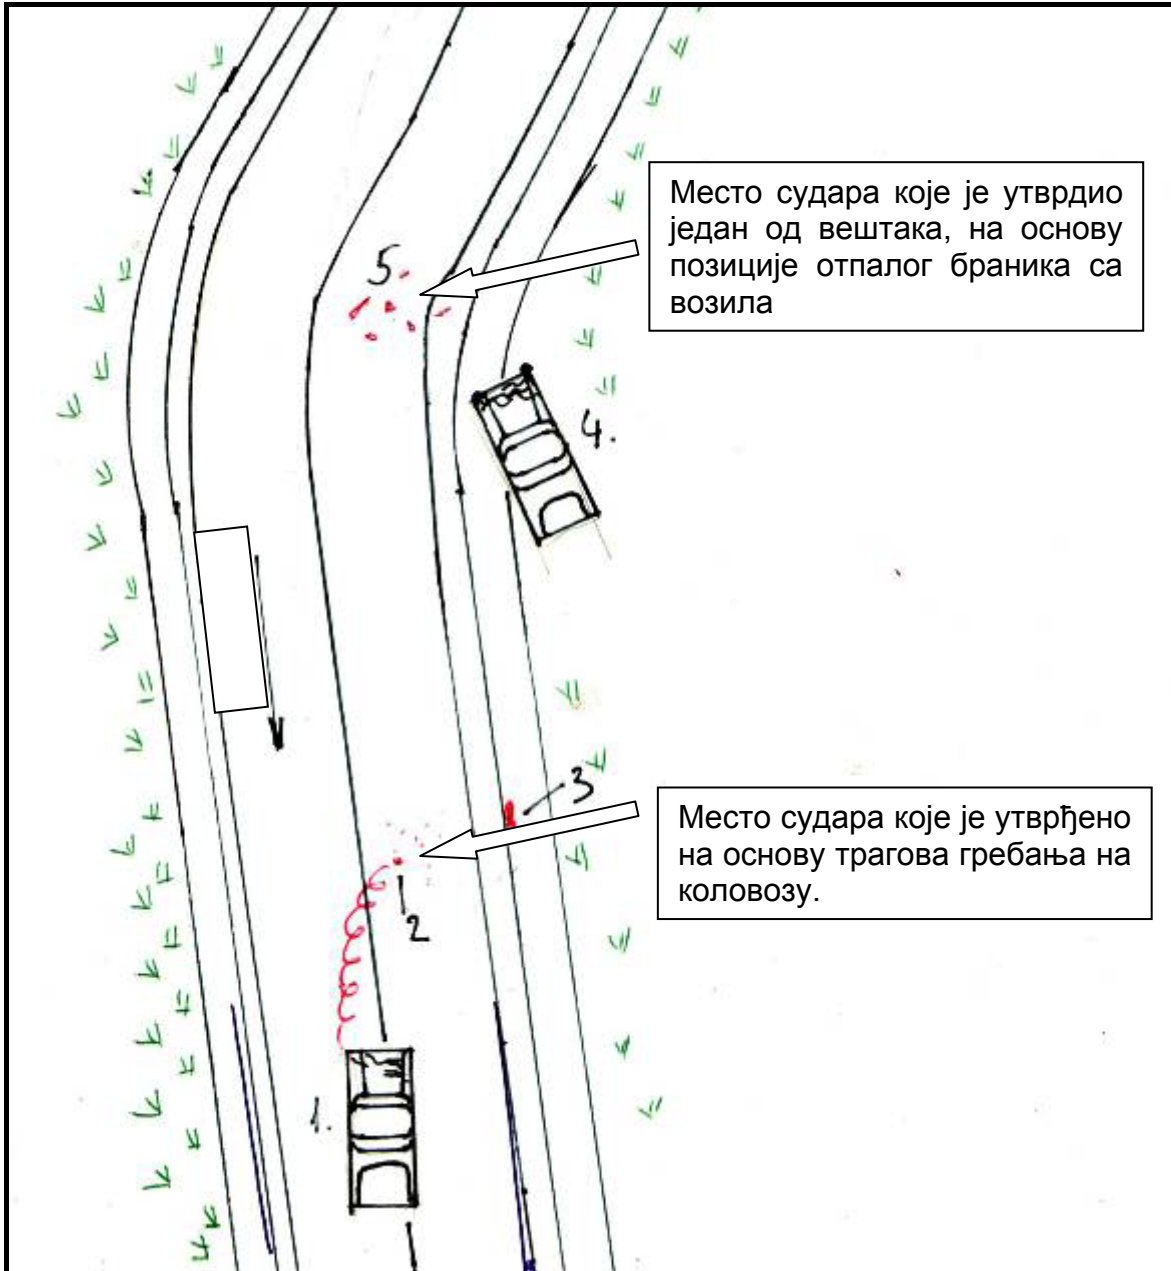 5
Место судара које је утврдио
један од вештака, на основу
позиције отпалог браника са
возила
4.
3
Место судара које је утврђено
на основу трагова гребања на
коловозу.
2
1.